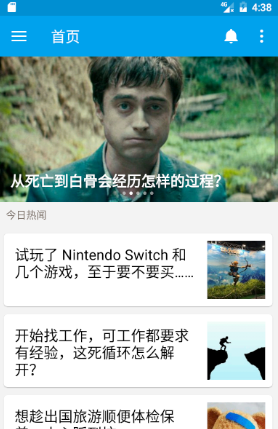 4G 4:38
首页
从死亡到白骨会经历怎样的过程？
今日热闻
试玩了 Nintendo Switch 和
几个游戏，至于要不要买……
开始找工作，可工作都要求
有经验，这死循环怎么解
开？
想趁出国旅游顺便体检保